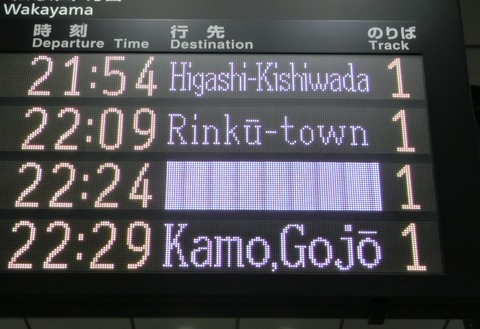 Wakayama
時刻 行先 のりば
Departure Time Destination Track
21:54 Higashi-Kishiwada 1
22:09 Rinkū-town 1
22:24 1
22:29 Kamo,Gojō 1